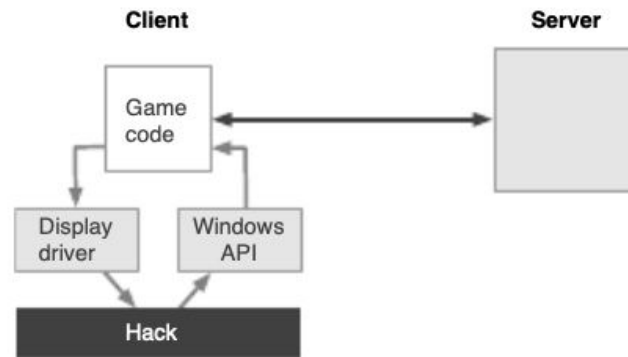 Client
Server
Game
code
Display
driver
Windows
API
Hack